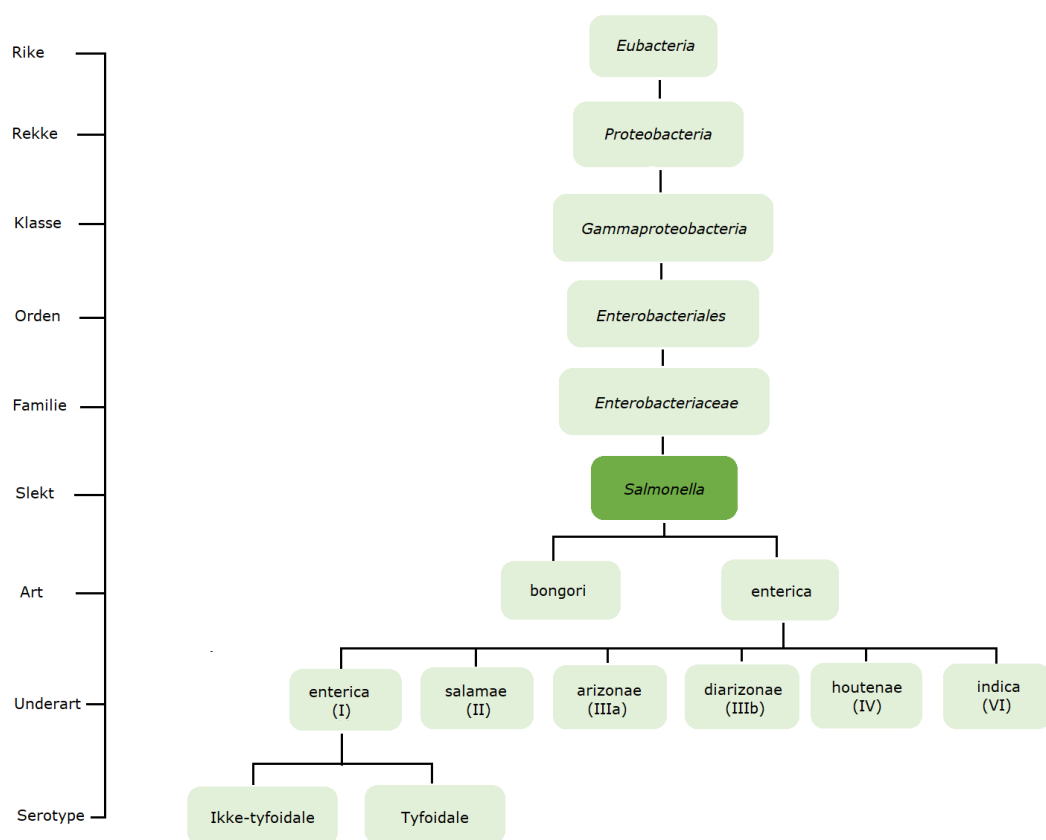 Rike
Eubacteria
Rekke
Proteobacteria
Klasse
Gammaproteobacteria
Orden
Enterobacteriales
Familie
Enterobacteriaceae
Slekt
Salmonella
Art
bongori
enterica
Underart
enterica
(I)
salamae
(II)
arizonae
(IIIa)
diarizonae
(IIIb)
houtenae
(IV)
indica
(VI)
Serotype
Ikke-tyfoidale
Tyfoidale